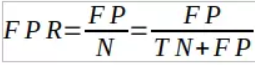 FPR = FP/N = FP/(TN+FP)